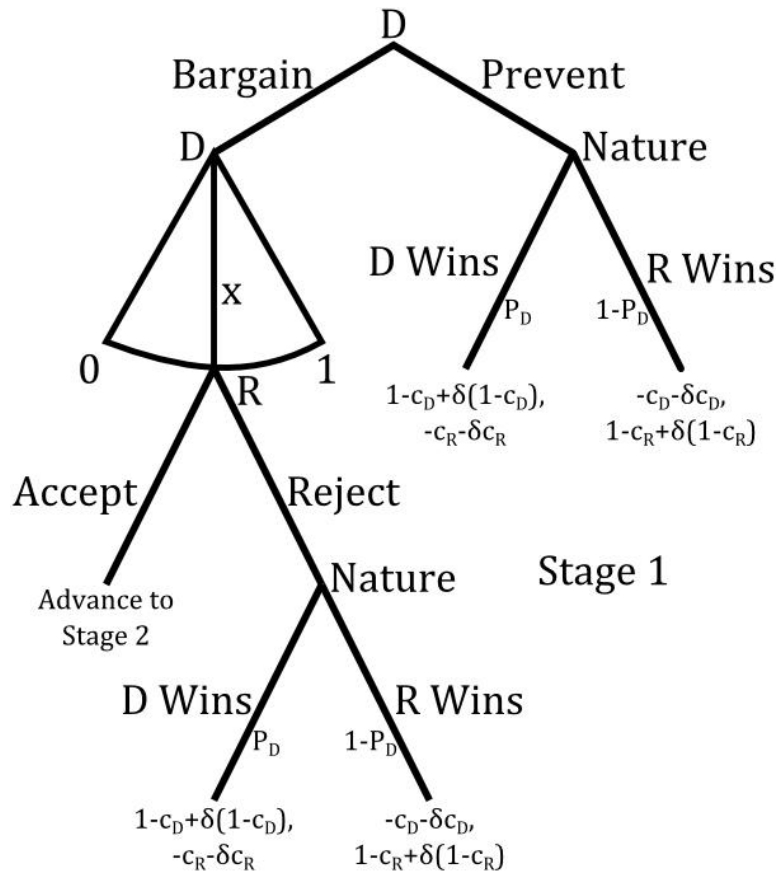 D
Bargain
Prevent
D
Nature
D Wins
R Wins
x
P_D
1-P_D
0
1
R
1-c_D+δ(1-c_D),
-c_R-δc_R
-c_D-δc_D,
1-c_R+δ(1-c_R)
Accept
Reject
Advance to
Stage 2
Nature
Stage 1
D Wins
R Wins
P_D
1-P_D
1-c_D+δ(1-c_D),
-c_R-δc_R
-c_D-δc_D,
1-c_R+δ(1-c_R)